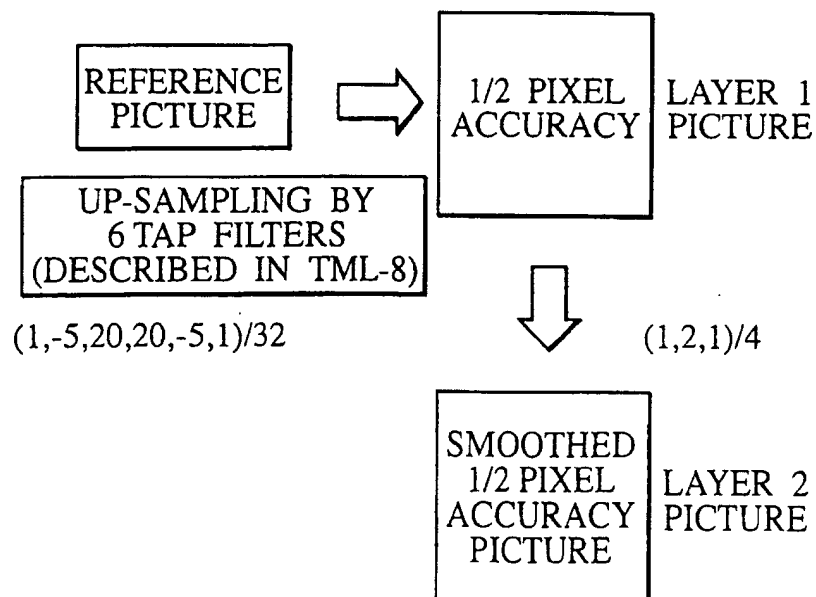 REFERENCE
PICTURE
1/2 PIXEL
ACCURACY
LAYER 1
PICTURE
UP-SAMPLING BY
6 TAP FILTERS
(DESCRIBED IN TML-8)
(1,-5,20,20,-5,1)/32
(1,2,1)/4
SMOOTHED
1/2 PIXEL
ACCURACY
PICTURE
LAYER 2
PICTURE